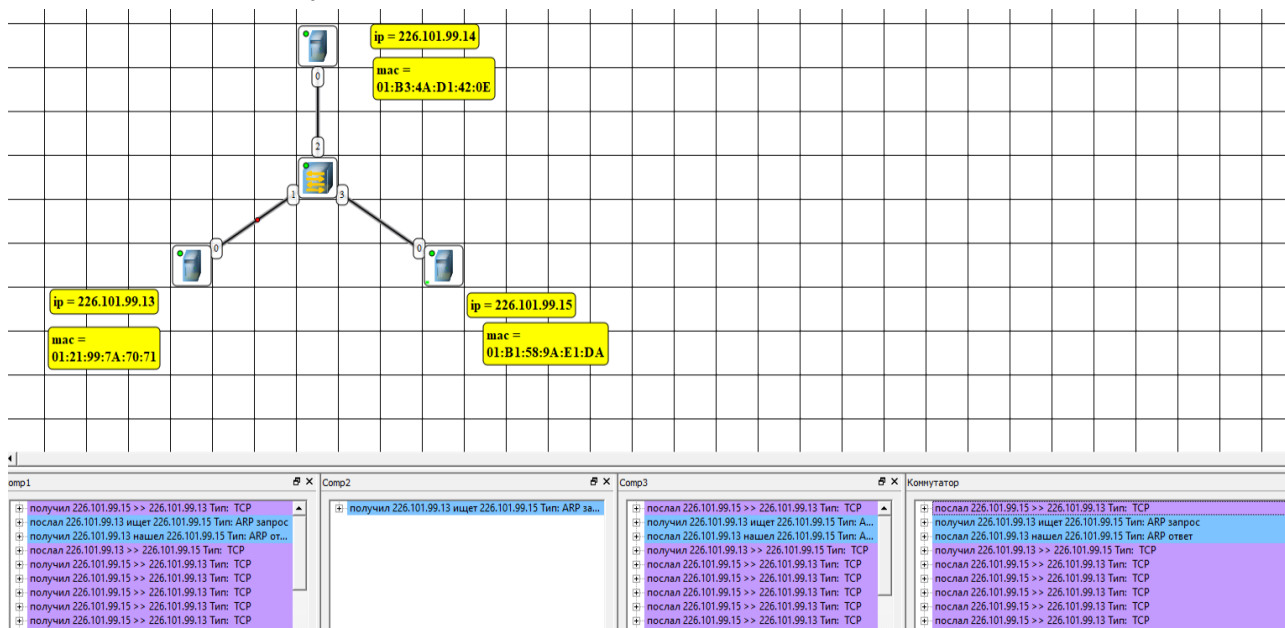 ip = 226.101.99.14
mac =
01:B3:4A:D1:42:0E
0
2
1
3
0
0
ip = 226.101.99.13
mac =
01:21:99:7A:70:71
ip = 226.101.99.15
mac =
01:B1:58:9A:E1:DA
omp1
получил 226.101.99.15 >> 226.101.99.13 Тип: TCP
послал 226.101.99.13 ищет 226.101.99.15 Тип: ARP запрос
получил 226.101.99.13 нашел 226.101.99.15 Тип: ARP от...
послал 226.101.99.13 >> 226.101.99.15 Тип: TCP
получил 226.101.99.15 >> 226.101.99.13 Тип: TCP
получил 226.101.99.15 >> 226.101.99.13 Тип: TCP
получил 226.101.99.15 >> 226.101.99.13 Тип: TCP
получил 226.101.99.15 >> 226.101.99.13 Тип: TCP
получил 226.101.99.15 >> 226.101.99.13 Тип: TCP
Comp2
получил 226.101.99.13 ищет 226.101.99.15 Тип: ARP за...
Comp3
послал 226.101.99.15 >> 226.101.99.13 Тип: TCP
получил 226.101.99.13 ищет 226.101.99.15 Тип: A...
послал 226.101.99.13 нашел 226.101.99.15 Тип: A...
получил 226.101.99.13 >> 226.101.99.15 Тип: TCP
послал 226.101.99.15 >> 226.101.99.13 Тип: TCP
послал 226.101.99.15 >> 226.101.99.13 Тип: TCP
послал 226.101.99.15 >> 226.101.99.13 Тип: TCP
послал 226.101.99.15 >> 226.101.99.13 Тип: TCP
послал 226.101.99.15 >> 226.101.99.13 Тип: TCP
Коммутатор
послал 226.101.99.15 >> 226.101.99.13 Тип: TCP
получил 226.101.99.13 ищет 226.101.99.15 Тип: ARP запрос
послал 226.101.99.13 нашел 226.101.99.15 Тип: ARP ответ
получил 226.101.99.13 >> 226.101.99.15 Тип: TCP
послал 226.101.99.15 >> 226.101.99.13 Тип: TCP
послал 226.101.99.15 >> 226.101.99.13 Тип: TCP
послал 226.101.99.15 >> 226.101.99.13 Тип: TCP
послал 226.101.99.15 >> 226.101.99.13 Тип: TCP
послал 226.101.99.15 >> 226.101.99.13 Тип: TCP